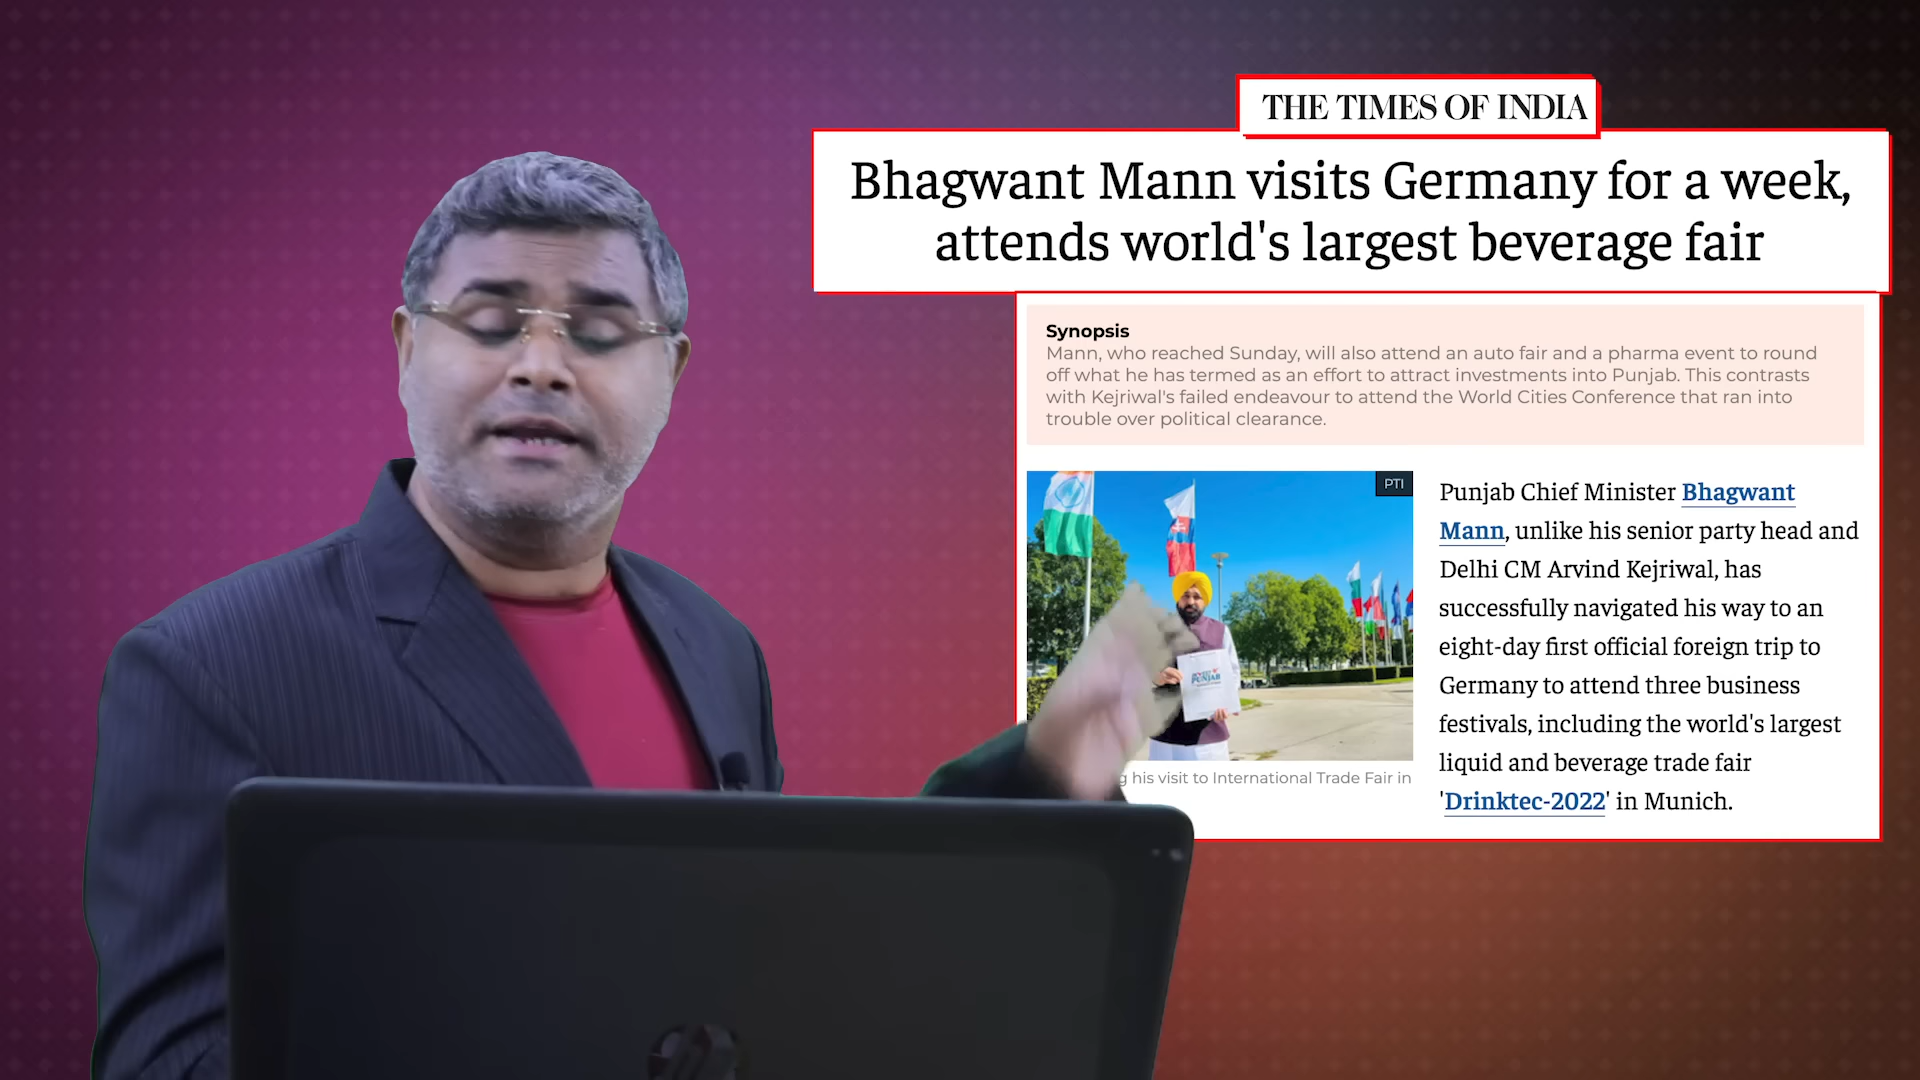 THE TIMES OF INDIA
Bhagwant Mann visits Germany for a week,
attends world's largest beverage fair
Synopsis
Mann, who reached Sunday, will also attend an auto fair and a pharma event to round
off what he has termed as an effort to attract investments into Punjab. This contrasts
with Kejriwal's failed endeavour to attend the World Cities Conference that ran into
trouble over political clearance.
PTI
PUNJAB
his visit to International Trade Fair in
Punjab Chief Minister Bhagwant
Mann, unlike his senior party head and
Delhi CM Arvind Kejriwal, has
successfully navigated his way to an
eight-day first official foreign trip to
Germany to attend three business
festivals, including the world's largest
liquid and beverage trade fair
'Drinktec-2022' in Munich.